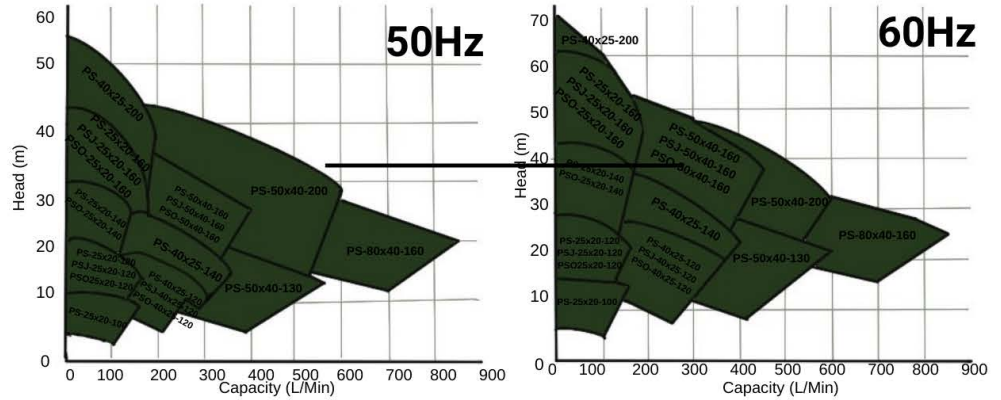 50Hz
Head (m)
60
50
40
30
20
10
0
PS-40x25-200
PS-25x20-160
PSJ-25x20-160
PSO-25x20-160
PS-25x20-140
PSO-25x20-140
PS-25x20-120
PSJ-25x20-120
PSO25x20-120
PS-25x20-100
PS-50x40-200
PS-50x40-160
PSJ-50x40-160
PSO-50x40-160
PS-40x25-140
PS-40x25-120
PSJ-40x25-120
PSO-40x25-120
PS-50x40-130
PS-80x40-160
0 100 200 300 400 500 600 700 800 900
Capacity (L/Min)
60Hz
Head (m)
70
60
50
40
30
20
10
0
PS-40x25-200
PS-25x20-160
PSJ-25x20-160
PSO-25x20-160
PSO-25x20-140
PS-25x20-120
PSJ-25x20-120
PSO25x20-120
PS-25x20-100
PS-50x40-160
PSJ-50x40-160
PSO-50x40-160
PS-50x40-200
PS-40x25-140
PS-40x25-120
PSJ-40x25-120
PSO-40x25-120
PS-50x40-130
PS-80x40-160
0 100 200 300 400 500 600 700 800 900
Capacity (L/Min)